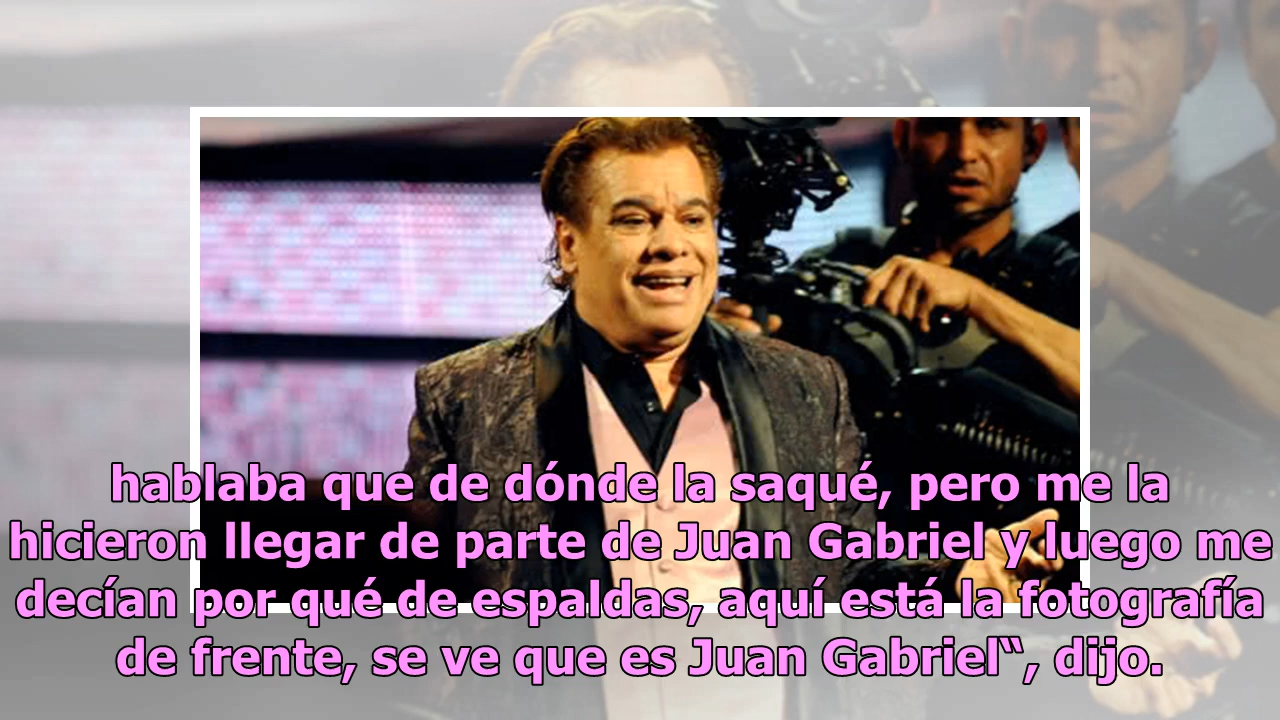 hablaba que de dónde la saqué, pero me la
hicieron llegar de parte de Juan Gabriel y luego me
decían por qué de espaldas, aquí está la fotografía
de frente, se ve que es Juan Gabriel“, dijo.